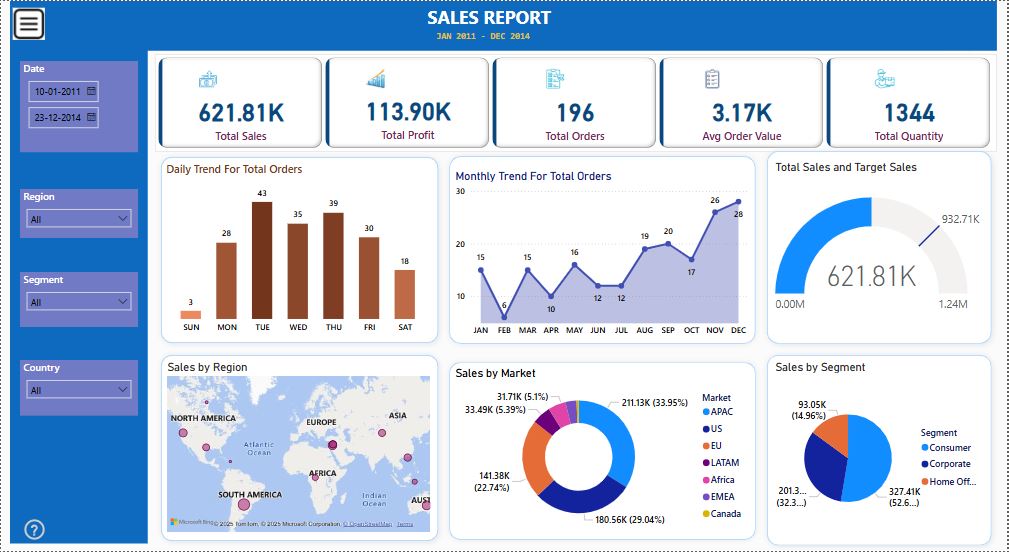 SALES REPORT
JAN 2011 - DEC 2014
Date
10-01-2011
23-12-2014
Region
All
Segment
All
Country
All
621.81K
Total Sales
113.90K
Total Profit
196
Total Orders
3.17K
Avg Order Value
1344
Total Quantity
Daily Trend For Total Orders
43
39
35
30
28
18
3
SUN MON TUE WED THU FRI SAT
Monthly Trend For Total Orders
30
20
10
15
6
15
10
16
12
12
19
20
17
26
28
JAN FEB MAR APR MAY JUN JUL AUG SEP OCT NOV DEC
Total Sales and Target Sales
932.71K
621.81K
0.00M
1.24M
Sales by Region
NORTH AMERICA
EUROPE
ASIA
Atlantic
Ocean
AFRICA
SOUTH AMERICA
Indian
Ocean
AUST
Microsoft Bing
© 2025 TomTom, © 2025 Microsoft Corporation, © OpenStreetMap Terms
Sales by Market
31.71K (5.1%)
33.49K (5.39%)
211.13K (33.95%)
141.38K
(22.74%)
180.56K (29.04%)
Market
APAC
US
EU
LATAM
Africa
EMEA
Canada
Sales by Segment
93.05K
(14.96%)
201.3...
(32.3...)
327.41K
(52.6...)
Segment
Consumer
Corporate
Home Off...
?